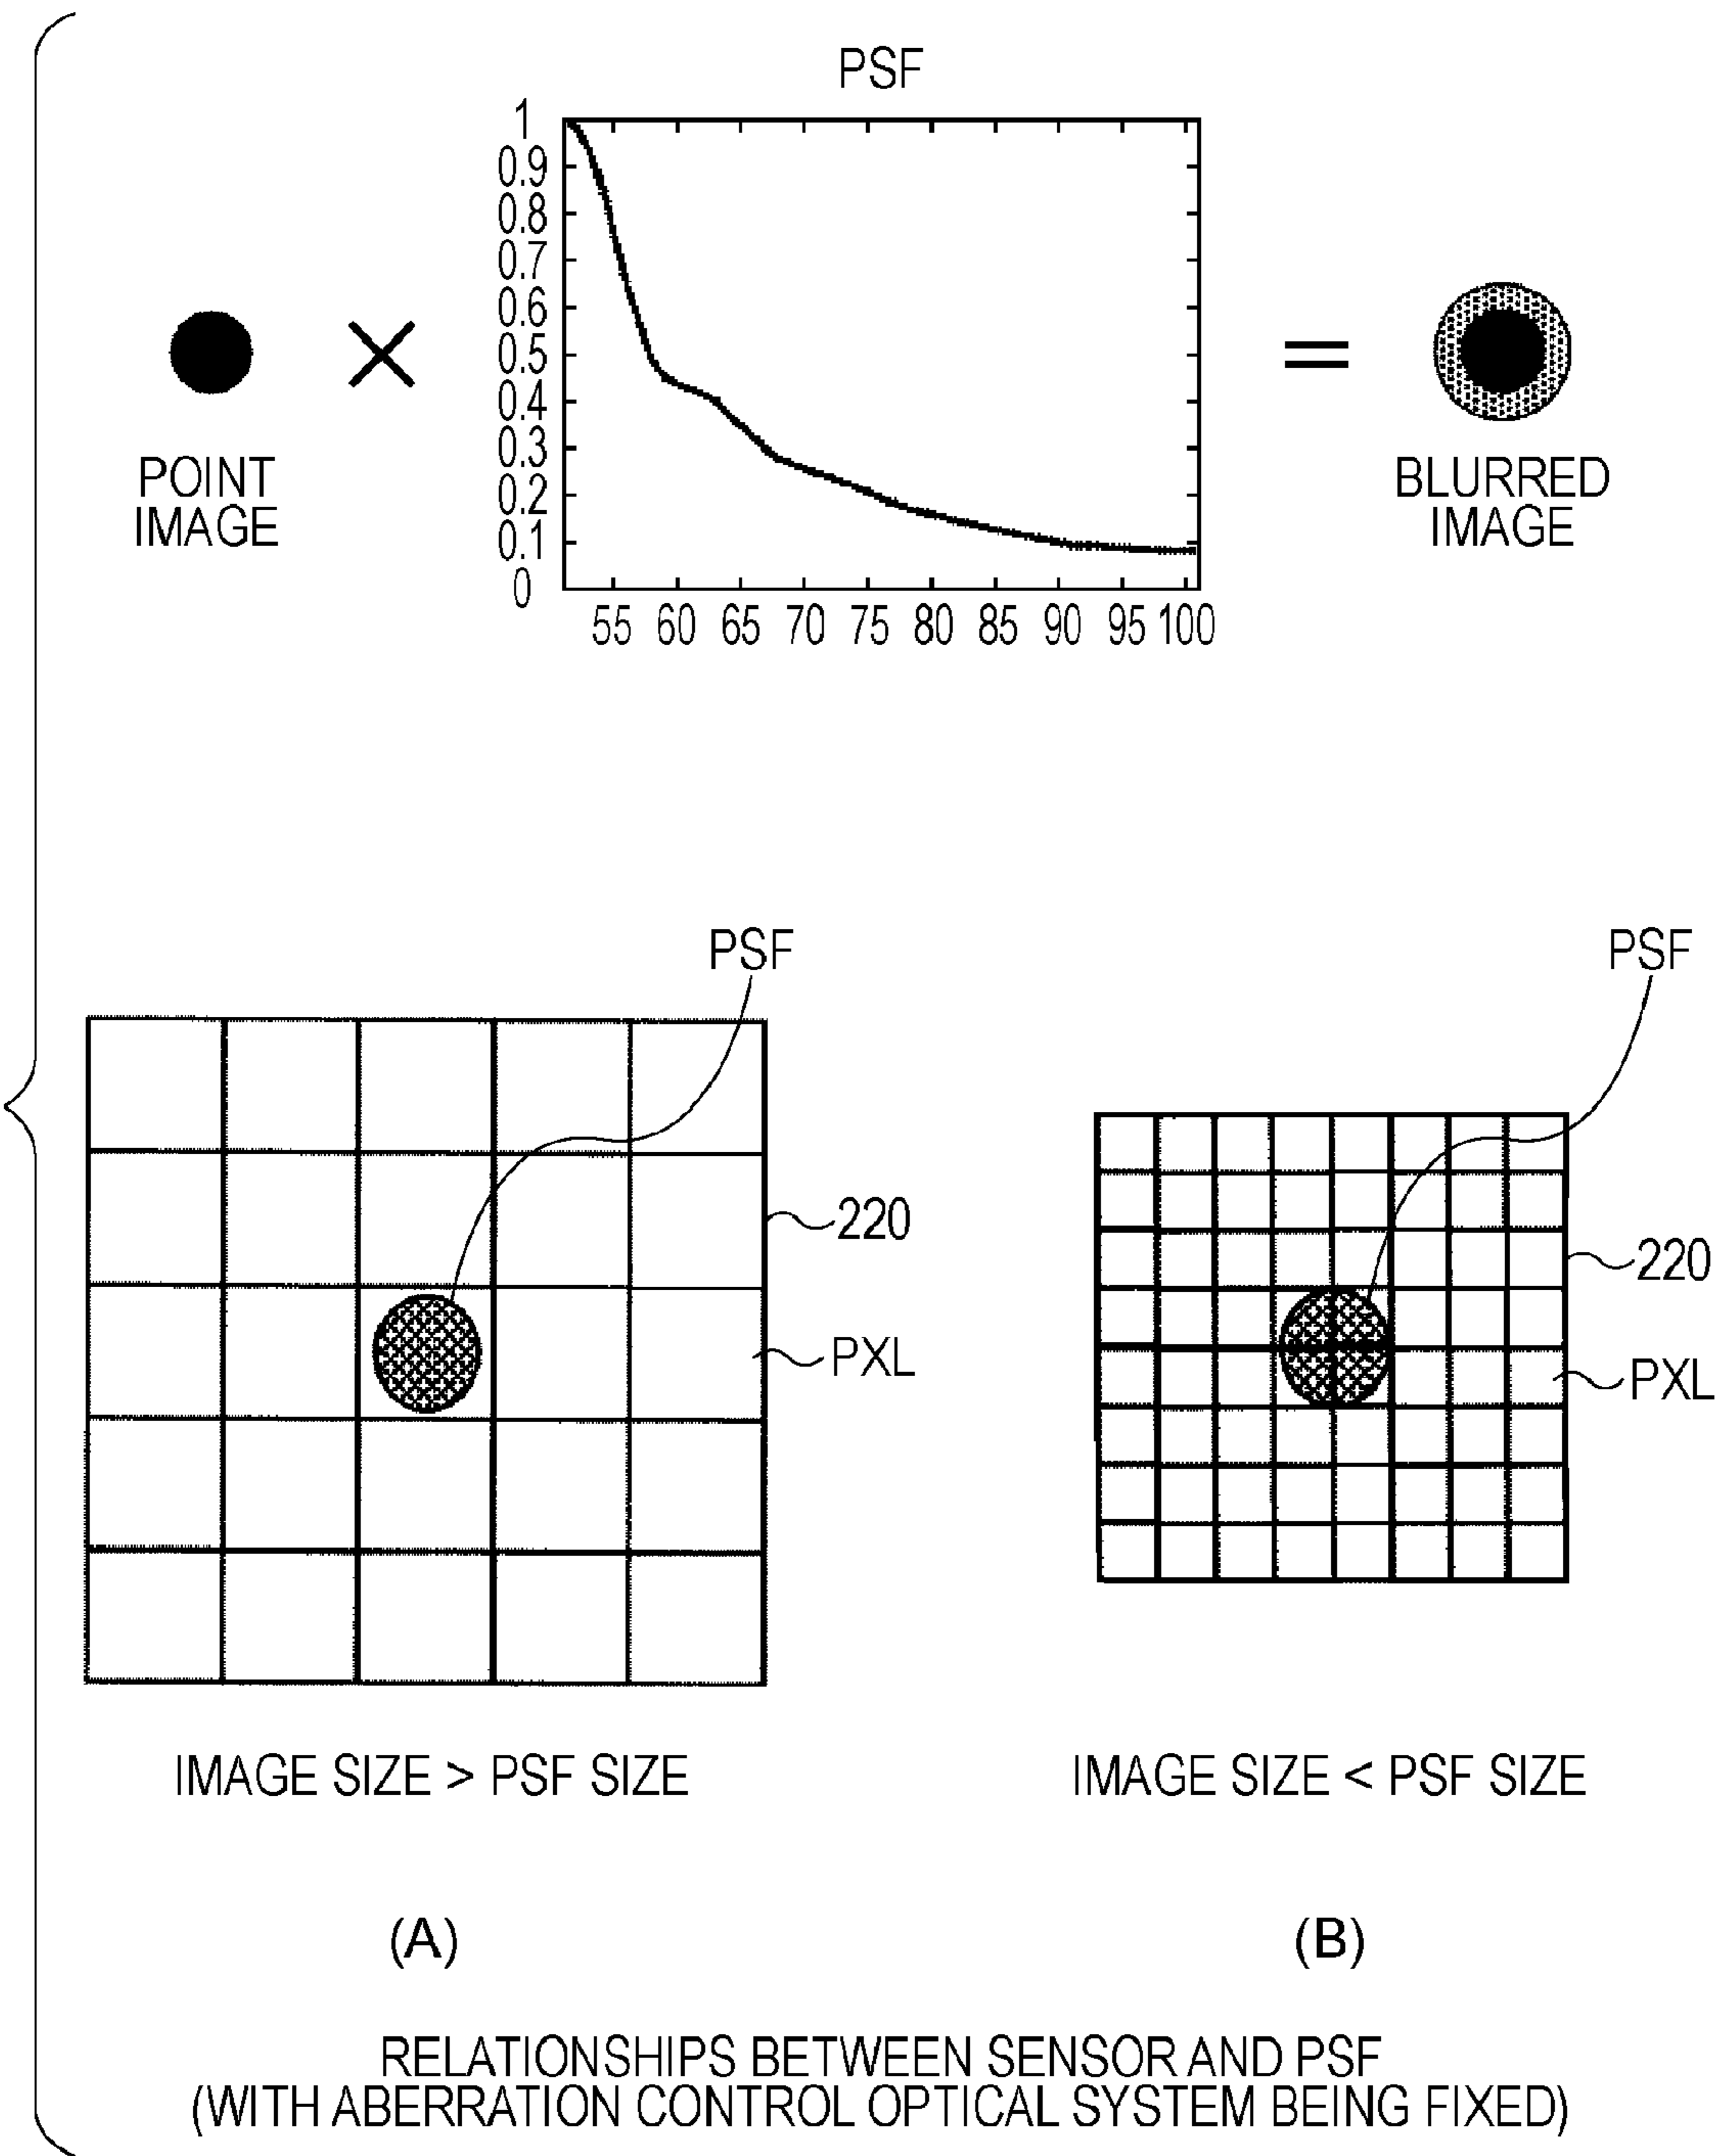 PSF
1
0.9
0.8
0.7
0.6
0.5
0.4
0.3
0.2
0.1
0
55 60 65 70 75 80 85 90 95 100
POINT
IMAGE
×
=
BLURRED
IMAGE
PSF
220
PXL
IMAGE SIZE > PSF SIZE
(A)
PSF
220
PXL
IMAGE SIZE < PSF SIZE
(B)
RELATIONSHIPS BETWEEN SENSOR AND PSF
(WITH ABERRATION CONTROL OPTICAL SYSTEM BEING FIXED)